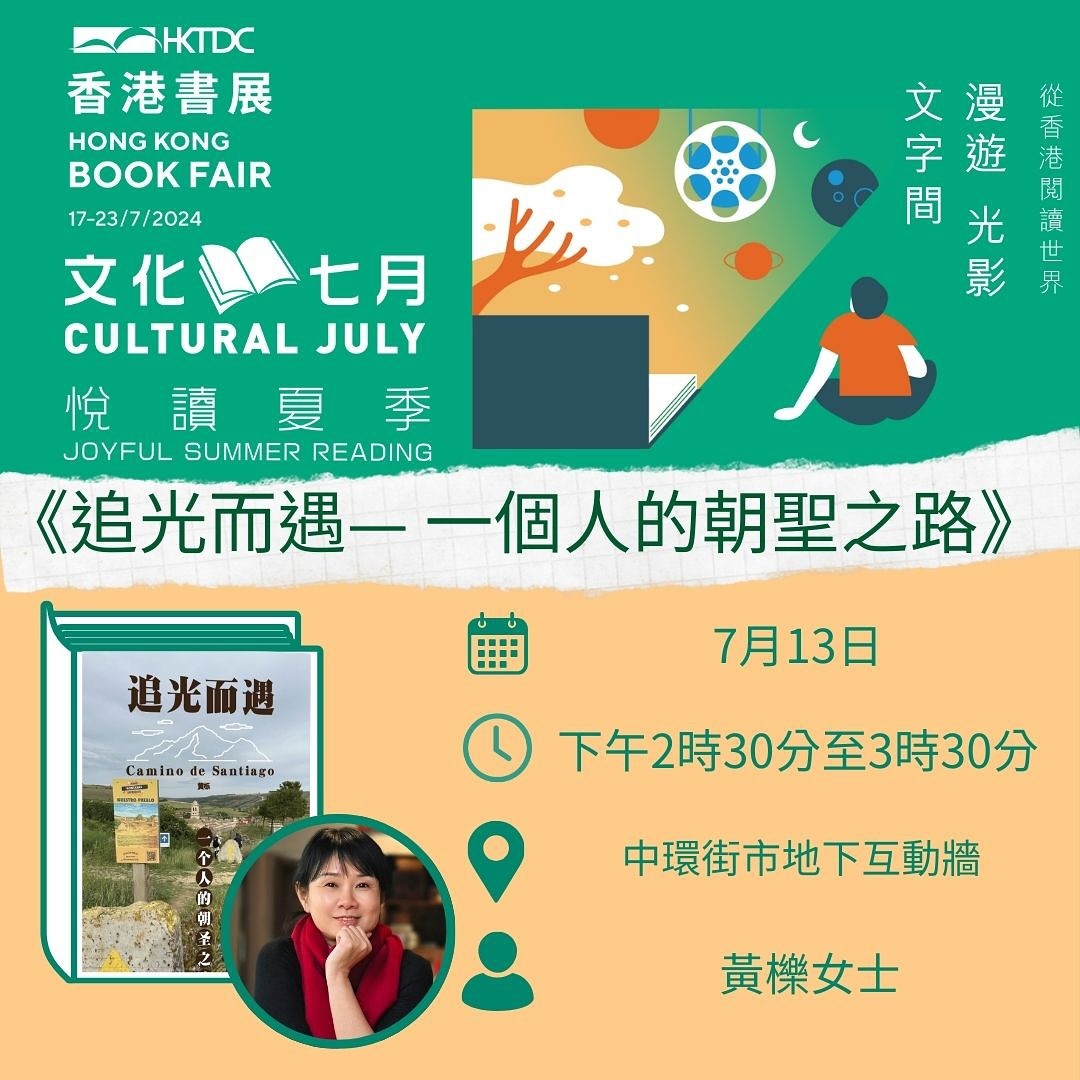 HKTDC
香港書展
HONG KONG
BOOK FAIR
17-23/7/2024
文化七月
CULTURAL JULY
悅讀夏季
JOYFUL SUMMER READING
從香港閱讀世界
漫遊 光影
文字間
《追光而遇— 一個人的朝聖之路》
追光而遇
Camino de Santiago
黄栎
NUESTRO PUEBLO
一个人的朝圣之
7月13日
下午2時30分至3時30分
中環街市地下互動牆
黃櫟女士